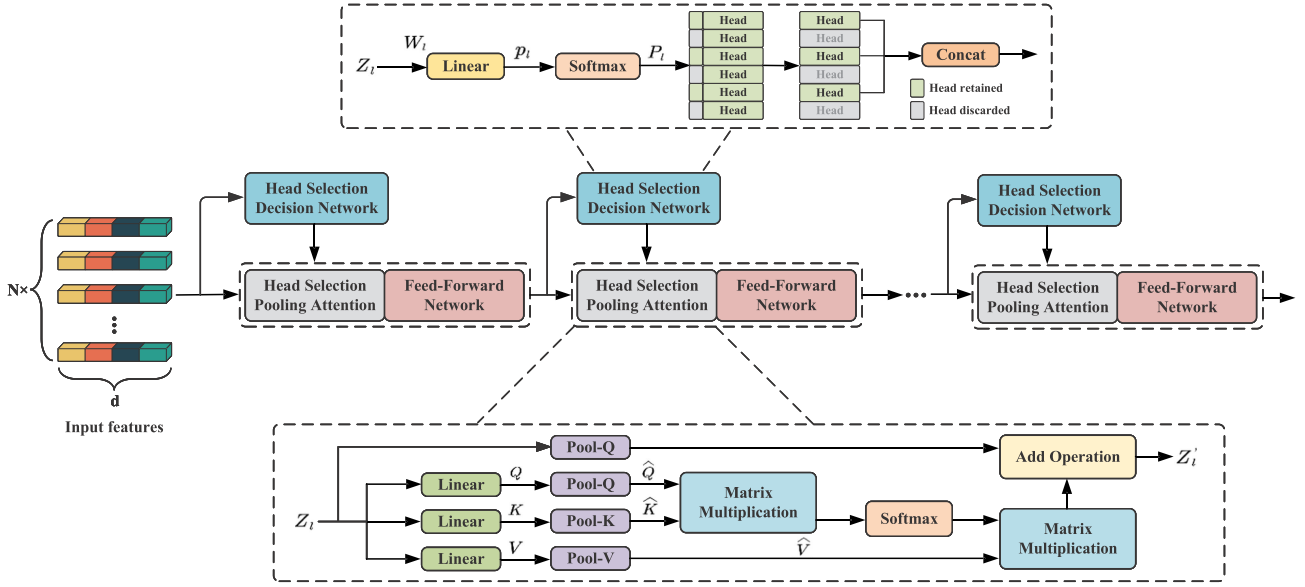 Z_l
W_l
Linear
p_l
Softmax
P_l
Head
Head
Head
Head
Head
Head
Head
Head
Head
Head
Head
Head
Concat
Head retained
Head discarded
Head Selection
Decision Network
Head Selection
Decision Network
Head Selection
Decision Network
N×
d
Input features
Head Selection
Pooling Attention
Feed-Forward
Network
Head Selection
Pooling Attention
Feed-Forward
Network
Head Selection
Pooling Attention
Feed-Forward
Network
Pool-Q
Add Operation
Z_l'
Linear
Q
Pool-Q
Q̂
Z_l
Linear
K
Pool-K
K̂
Matrix
Multiplication
Softmax
Linear
V
Pool-V
V̂
Matrix
Multiplication